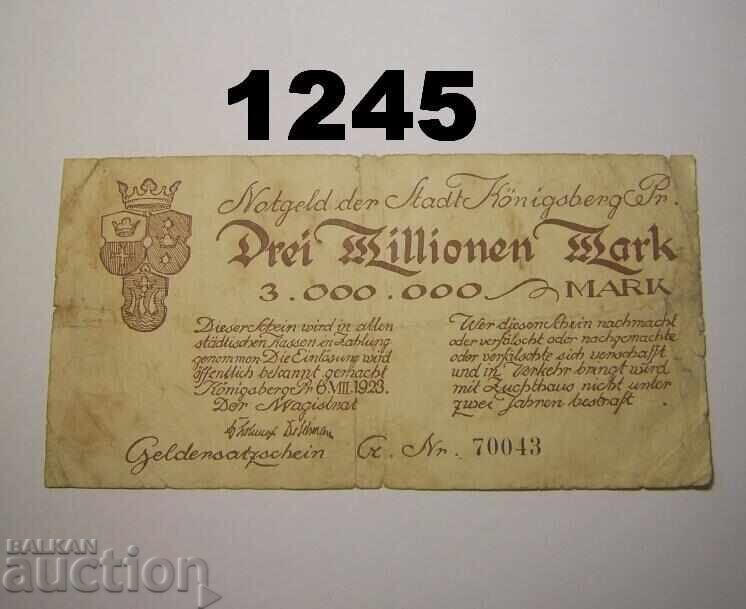 1245
Notgeld der Stadt Königsberg Pr.
Drei Millionen Mark
3.000.000 MARK
Dieser Schein wird in allen
städtischen Kassen in Zahlung
genommen. Die Einlösung wird
öffentlich bekannt gemacht
Königsberg Pr. 6.VIII.1923.
Der Magistrat
Wer diesen Schein nachmacht
oder verfälscht oder nachgemachte
oder verfälschte sich verschafft
und in Verkehr bringt wird
mit Zuchthaus nicht unter
zwei Jahren bestraft
Geldersatzschein G. Nr. 70043
BALKAN
auction